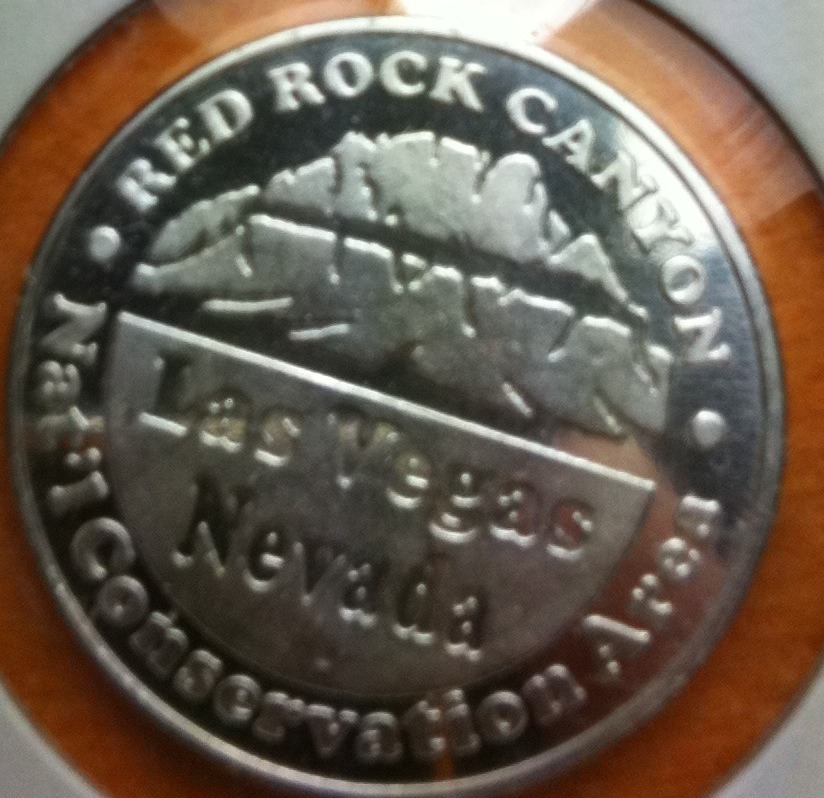 RED ROCK CANYON
Las Vegas
Nevada
Nat'l Conservation Area